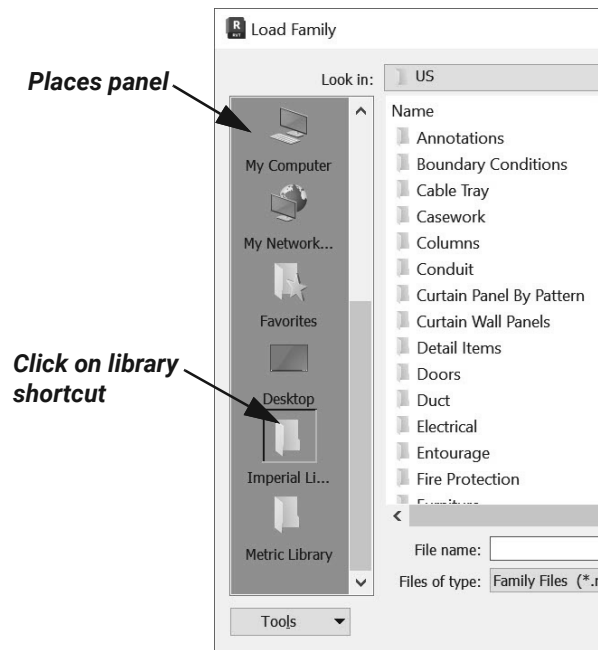 R
RVT
Load Family
Places panel
Look in:
US
Name
Annotations
Boundary Conditions
Cable Tray
Casework
Columns
Conduit
Curtain Panel By Pattern
Curtain Wall Panels
Detail Items
Doors
Duct
Electrical
Entourage
Fire Protection
Furniture
My Computer
My Network...
Favorites
Desktop
Imperial Li...
Metric Library
Click on library
shortcut
File name:
Files of type: Family Files (*.r
Tools